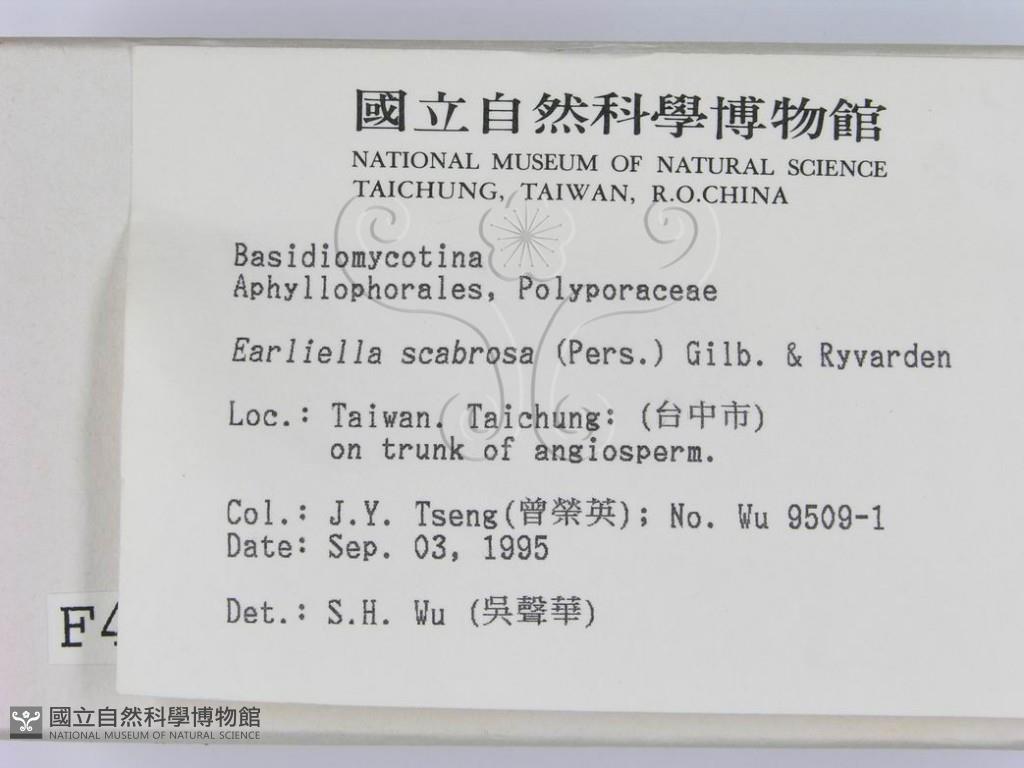 國立自然科學博物館
NATIONAL MUSEUM OF NATURAL SCIENCE
TAICHUNG, TAIWAN, R.O.CHINA
Basidiomycotina
Aphyllophorales, Polyporaceae
Earliella scabrosa (Pers.) Gilb. & Ryvarden
Loc.: Taiwan. Taichung: (台中市)
on trunk of angiosperm.
Col.: J.Y. Tseng(曾榮英); No. Wu 9509-1
Date: Sep. 03, 1995
Det.: S.H. Wu (吳聲華)
F4
國立自然科學博物館
NATIONAL MUSEUM OF NATURAL SCIENCE